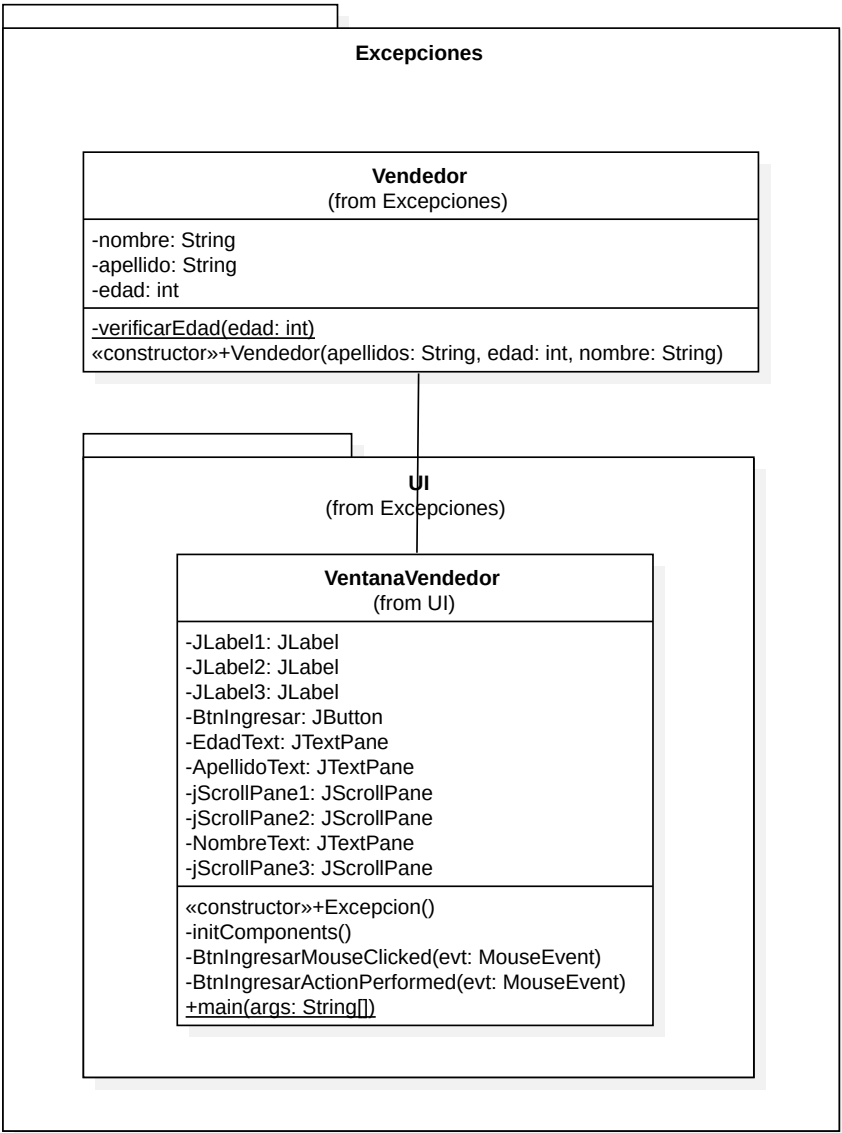 Excepciones
Vendedor
(from Excepciones)
-nombre: String
-apellido: String
-edad: int
-verificarEdad(edad: int)
«constructor»+Vendedor(apellidos: String, edad: int, nombre: String)
UI
(from Excepciones)
VentanaVendedor
(from UI)
-JLabel1: JLabel
-JLabel2: JLabel
-JLabel3: JLabel
-BtnIngresar: JButton
-EdadText: JTextPane
-ApellidoText: JTextPane
-jScrollPane1: JScrollPane
-jScrollPane2: JScrollPane
-NombreText: JTextPane
-jScrollPane3: JScrollPane
«constructor»+Excepcion()
-initComponents()
-BtnIngresarMouseClicked(evt: MouseEvent)
-BtnIngresarActionPerformed(evt: MouseEvent)
+main(args: String[])